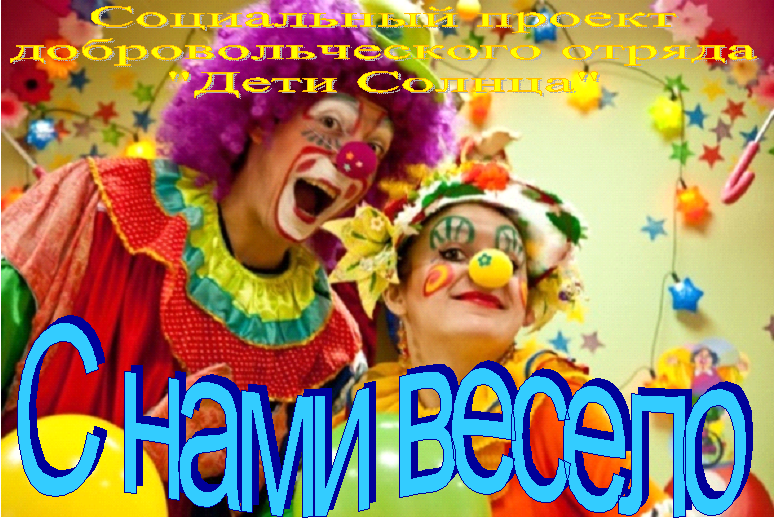 Социальный проект
добровольческого отряда
"Дети Солнца"
С нами весело